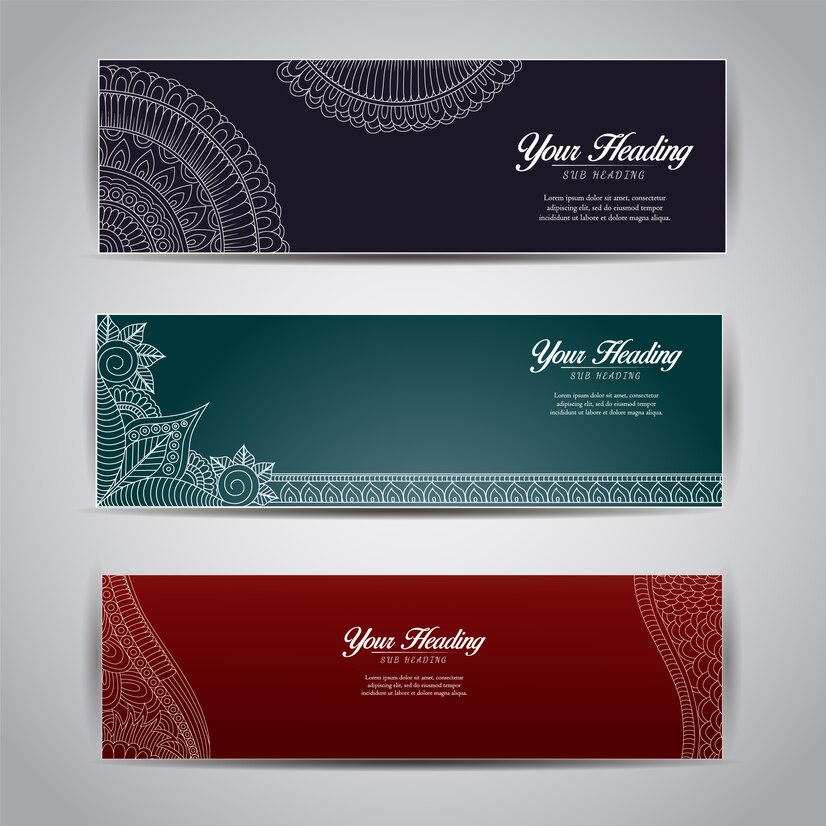 Your Heading
SUB HEADING
Lorem ipsum dolor sit amet, consectetur
adipiscing elit, sed do eiusmod tempor
incididunt ut labore et dolore magna aliqua.
Your Heading
SUB HEADING
Lorem ipsum dolor sit amet, consectetur
adipiscing elit, sed do eiusmod tempor
incididunt ut labore et dolore magna aliqua.
Your Heading
SUB HEADING
Lorem ipsum dolor sit amet, consectetur
adipiscing elit, sed do eiusmod tempor
incididunt ut labore et dolore magna aliqua.